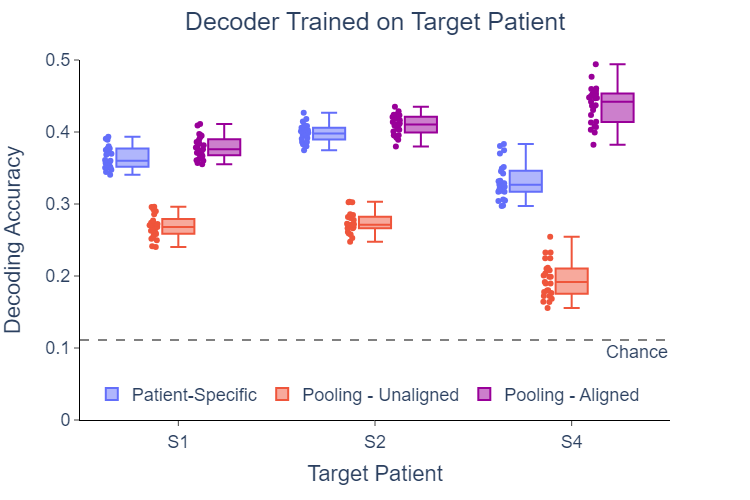 Decoder Trained on Target Patient
Decoding Accuracy
0.5
0.4
0.3
0.2
0.1
0
Chance
Patient-Specific
Pooling - Unaligned
Pooling - Aligned
S1
S2
S4
Target Patient